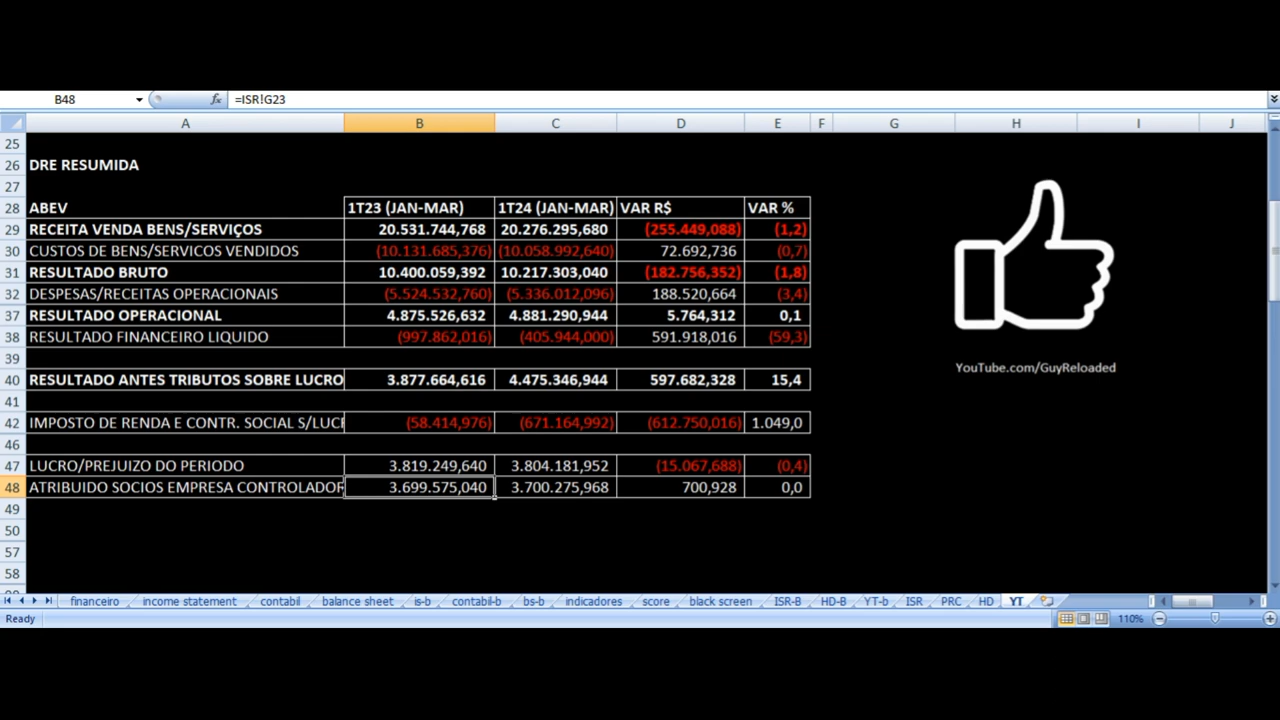 B48 fx =ISR!G23
A B C D E F G H I J
25
26 DRE RESUMIDA
27
28 ABEV 1T23 (JAN-MAR) 1T24 (JAN-MAR) VAR R$ VAR %
29 RECEITA VENDA BENS/SERVIÇOS 20.531.744,768 20.276.295,680 (255.449,088) (1,2)
30 CUSTOS DE BENS/SERVICOS VENDIDOS (10.131.685,376) (10.058.992,640) 72.692,736 (0,7)
31 RESULTADO BRUTO 10.400.059,392 10.217.303,040 (182.756,352) (1,8)
32 DESPESAS/RECEITAS OPERACIONAIS (5.524.532,760) (5.336.012,096) 188.520,664 (3,4)
37 RESULTADO OPERACIONAL 4.875.526,632 4.881.290,944 5.764,312 0,1
38 RESULTADO FINANCEIRO LIQUIDO (997.862,016) (405.944,000) 591.918,016 (59,3)
39
40 RESULTADO ANTES TRIBUTOS SOBRE LUCRO 3.877.664,616 4.475.346,944 597.682,328 15,4
41
42 IMPOSTO DE RENDA E CONTR. SOCIAL S/LUCR (58.414,976) (671.164,992) (612.750,016) 1.049,0
46
47 LUCRO/PREJUIZO DO PERIODO 3.819.249,640 3.804.181,952 (15.067,688) (0,4)
48 ATRIBUIDO SOCIOS EMPRESA CONTROLADOR 3.699.575,040 3.700.275,968 700,928 0,0
49
50
57
58
YouTube.com/GuyReloaded
financeiro income statement contabil balance sheet is-b contabil-b bs-b indicadores score black screen ISR-B HD-B YT-b ISR PRC HD YT
Ready 110%